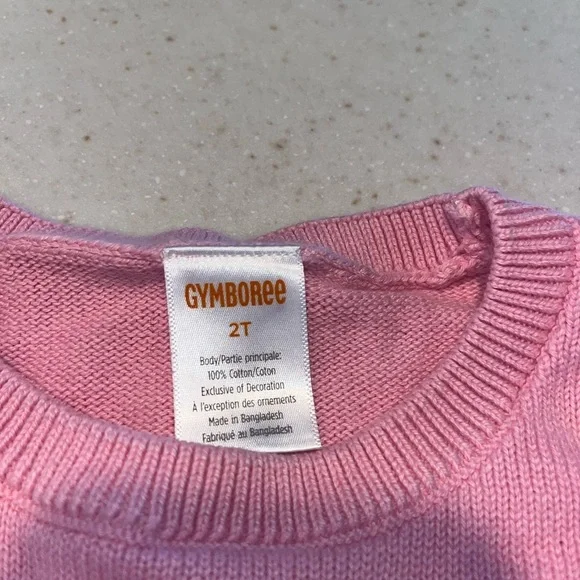 GYMBOREE
2T
Body/Partie principale:
100% Cotton/Coton
Exclusive of Decoration
À l'exception des ornements
Made in Bangladesh
Fabriqué au Bangladesh